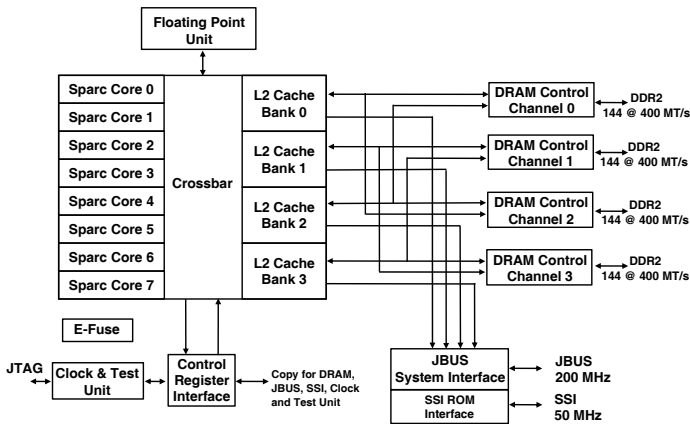 Floating Point
Unit
Sparc Core 0
Sparc Core 1
Sparc Core 2
Sparc Core 3
Sparc Core 4
Sparc Core 5
Sparc Core 6
Sparc Core 7
Crossbar
L2 Cache
Bank 0
L2 Cache
Bank 1
L2 Cache
Bank 2
L2 Cache
Bank 3
DRAM Control
Channel 0
DDR2
144 @ 400 MT/s
DRAM Control
Channel 1
DDR2
144 @ 400 MT/s
DRAM Control
Channel 2
DDR2
144 @ 400 MT/s
DRAM Control
Channel 3
DDR2
144 @ 400 MT/s
E-Fuse
JTAG
Clock & Test
Unit
Control
Register
Interface
Copy for DRAM,
JBUS, SSI, Clock
and Test Unit
JBUS
System Interface
SSI ROM
Interface
JBUS
200 MHz
SSI
50 MHz